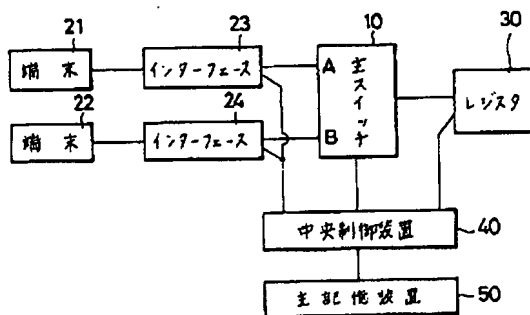 21
端末
23
インターフェース
10
A
主スイッチ
B
30
レジスタ
22
端末
24
インターフェース
中央制御装置
40
主記憶装置
50